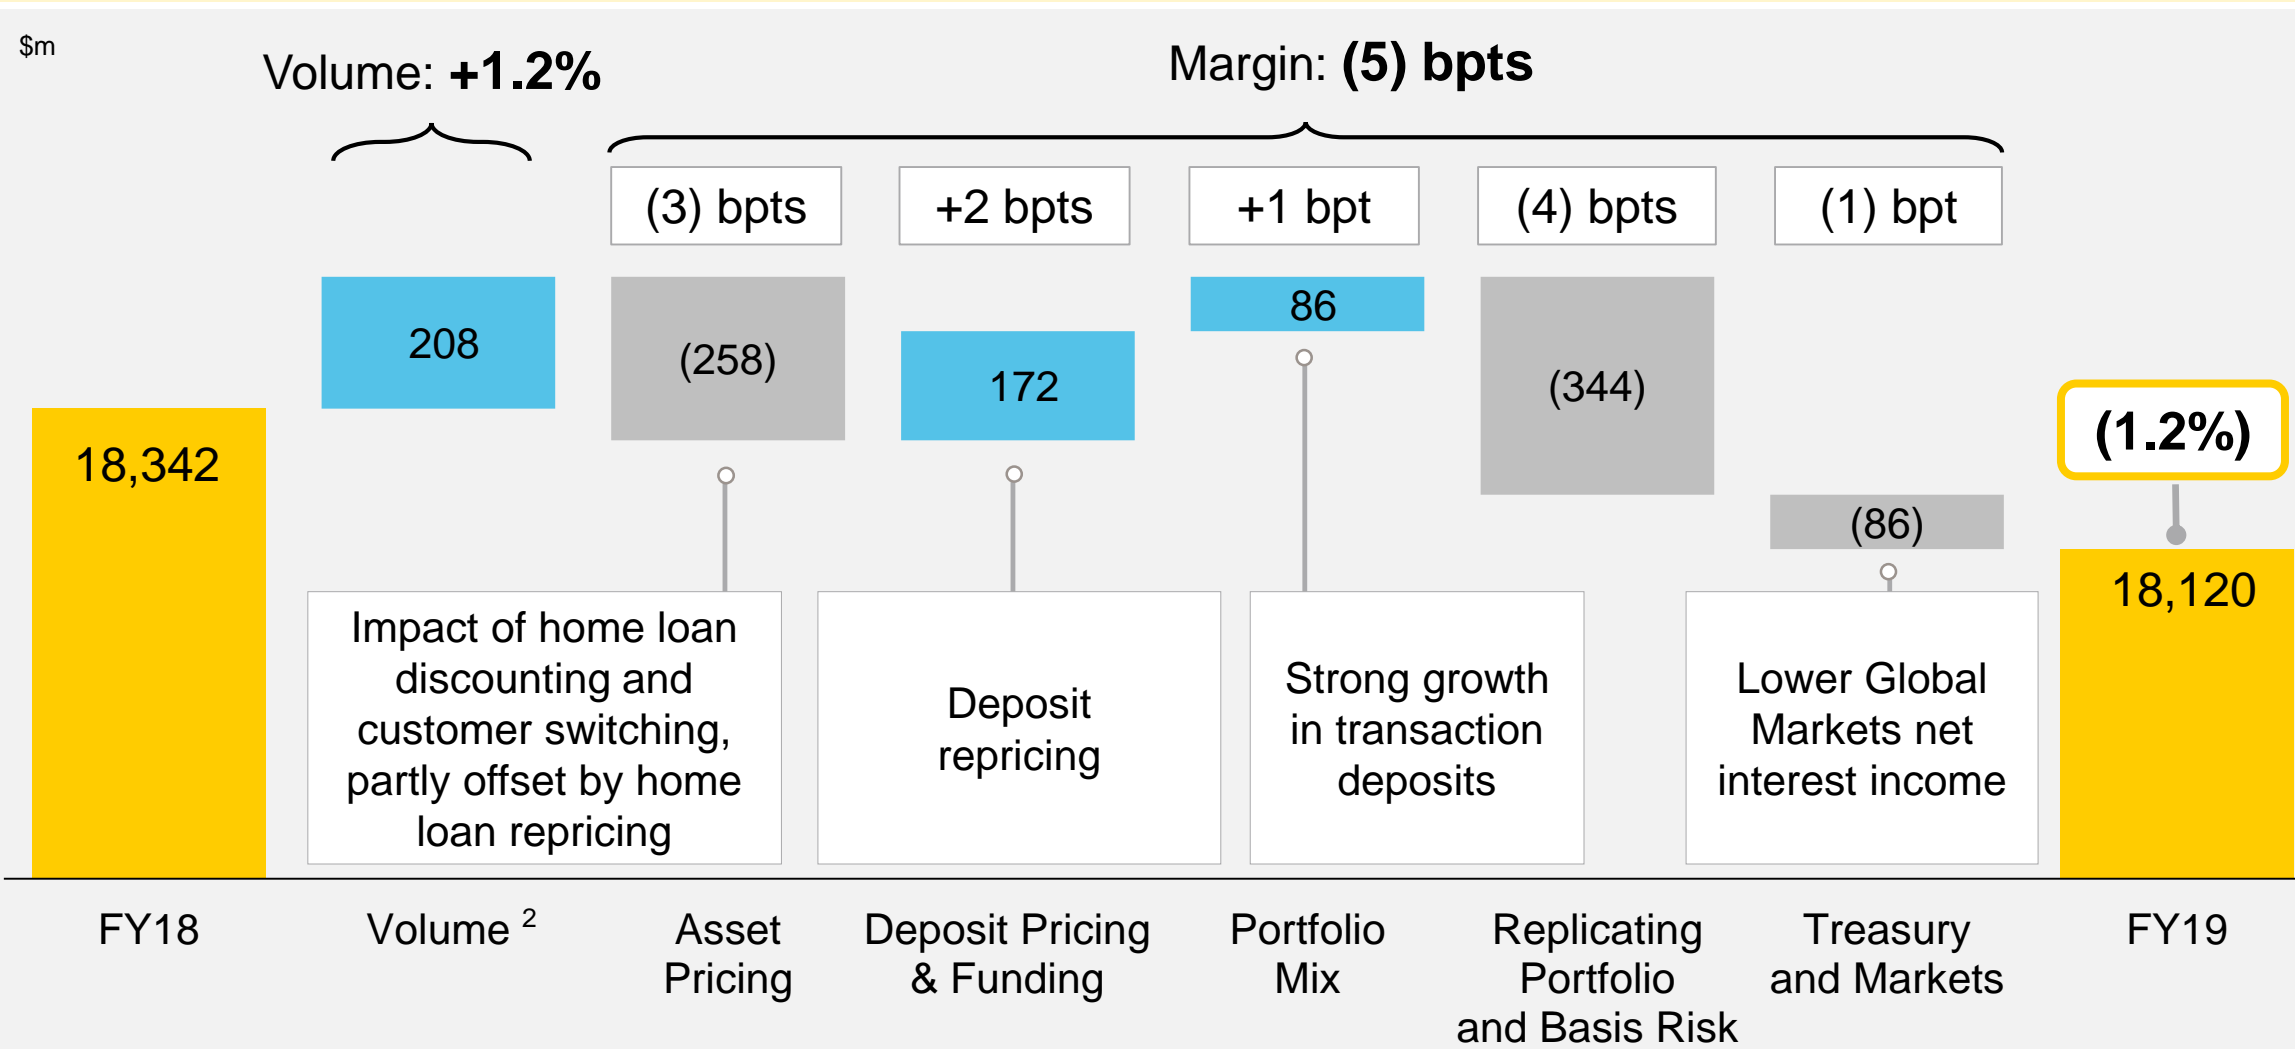 $m
Volume: +1.2%
Margin: (5) bpts
(3) bpts
+2 bpts
+1 bpt
(4) bpts
(1) bpt
208
(258)
172
86
(344)
(86)
18,342
(1.2%)
18,120
Impact of home loan
discounting and
customer switching,
partly offset by home
loan repricing
Deposit
repricing
Strong growth
in transaction
deposits
Lower Global
Markets net
interest income
FY18
Volume 2
Asset
Pricing
Deposit Pricing
& Funding
Portfolio
Mix
Replicating
Portfolio
and Basis Risk
Treasury
and Markets
FY19